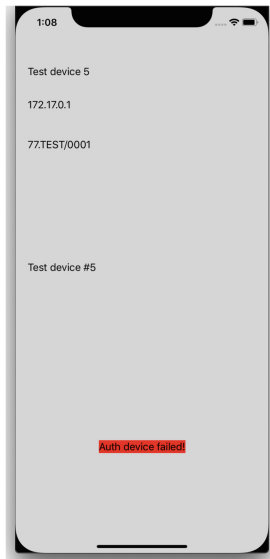 1:08
Test device 5
172.17.0.1
77.TEST/0001
Test device #5
Auth device failed!